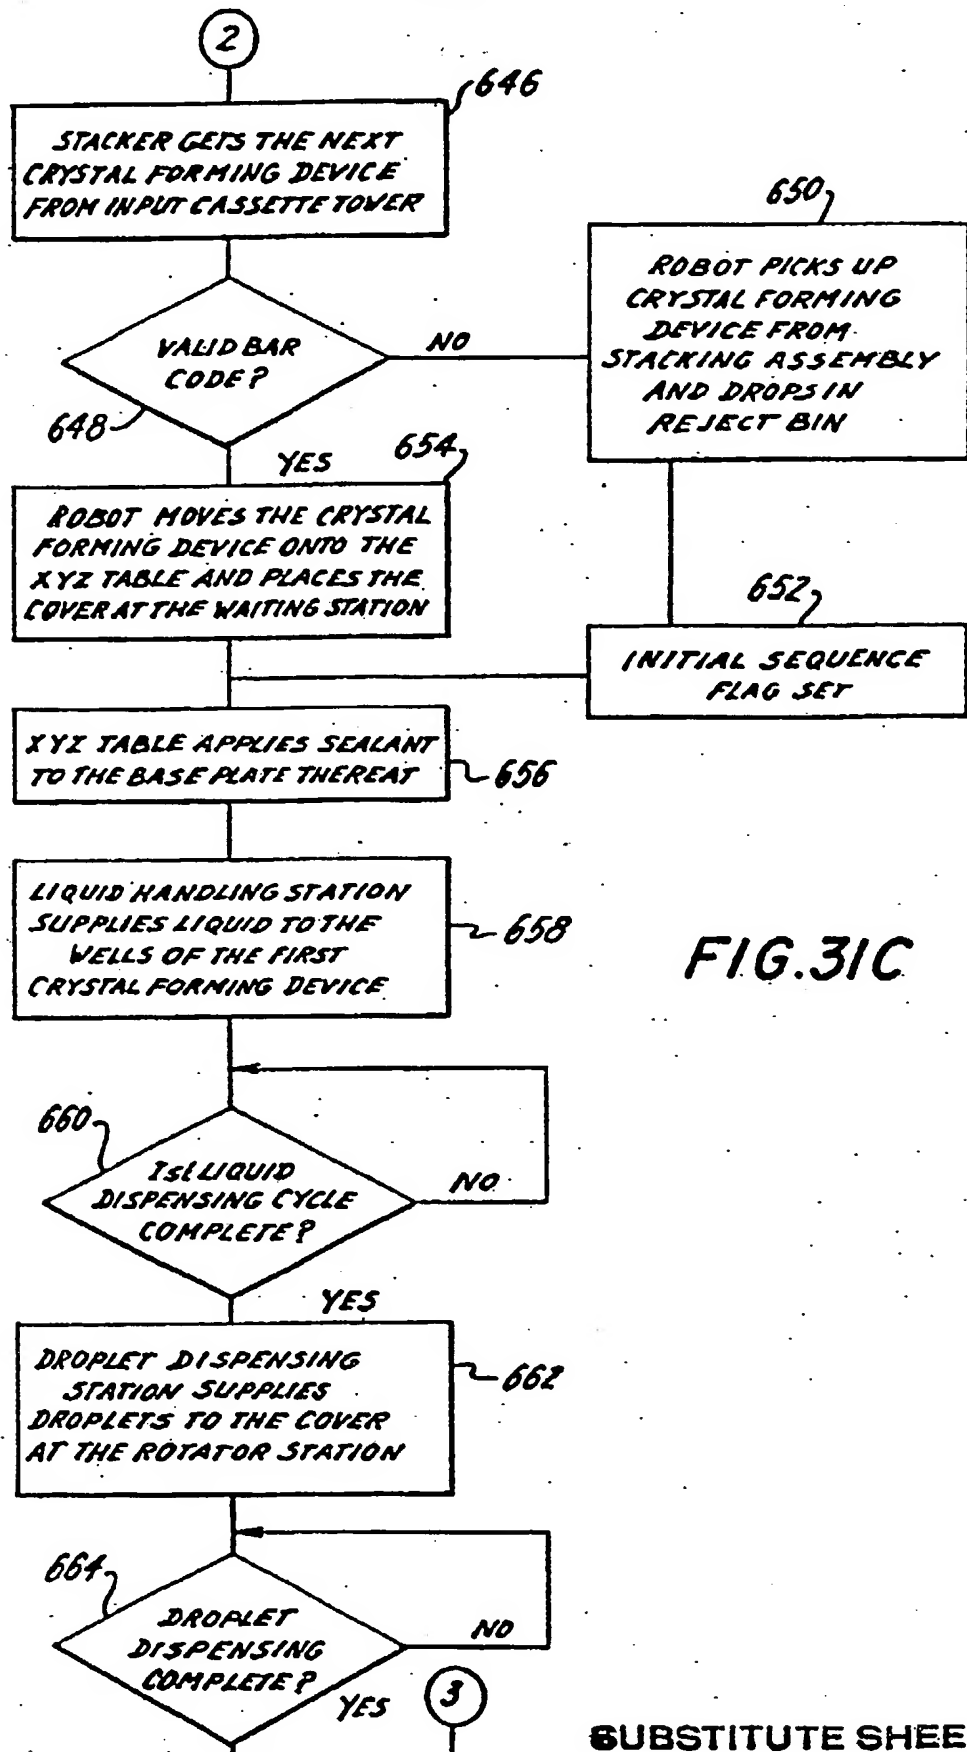 2
646
STACKER GETS THE NEXT
CRYSTAL FORMING DEVICE
FROM INPUT CASSETTE TOWER
650
ROBOT PICKS UP
CRYSTAL FORMING
DEVICE FROM
STACKING ASSEMBLY
AND DROPS IN
REJECT BIN
VALID BAR
CODE?
NO
648
YES
654
ROBOT MOVES THE CRYSTAL
FORMING DEVICE ONTO THE
XYZ TABLE AND PLACES THE
COVER AT THE WAITING STATION
652
INITIAL SEQUENCE
FLAG SET
XYZ TABLE APPLIES SEALANT
TO THE BASE PLATE THEREAT
656
LIQUID HANDLING STATION
SUPPLIES LIQUID TO THE
WELLS OF THE FIRST
CRYSTAL FORMING DEVICE
658
FIG.31C
660
1st LIQUID
DISPENSING CYCLE
COMPLETE?
NO
YES
DROPLET DISPENSING
STATION SUPPLIES
DROPLETS TO THE COVER
AT THE ROTATOR STATION
662
664
DROPLET
DISPENSING
COMPLETE?
NO
YES
3
SUBSTITUTE SHEE